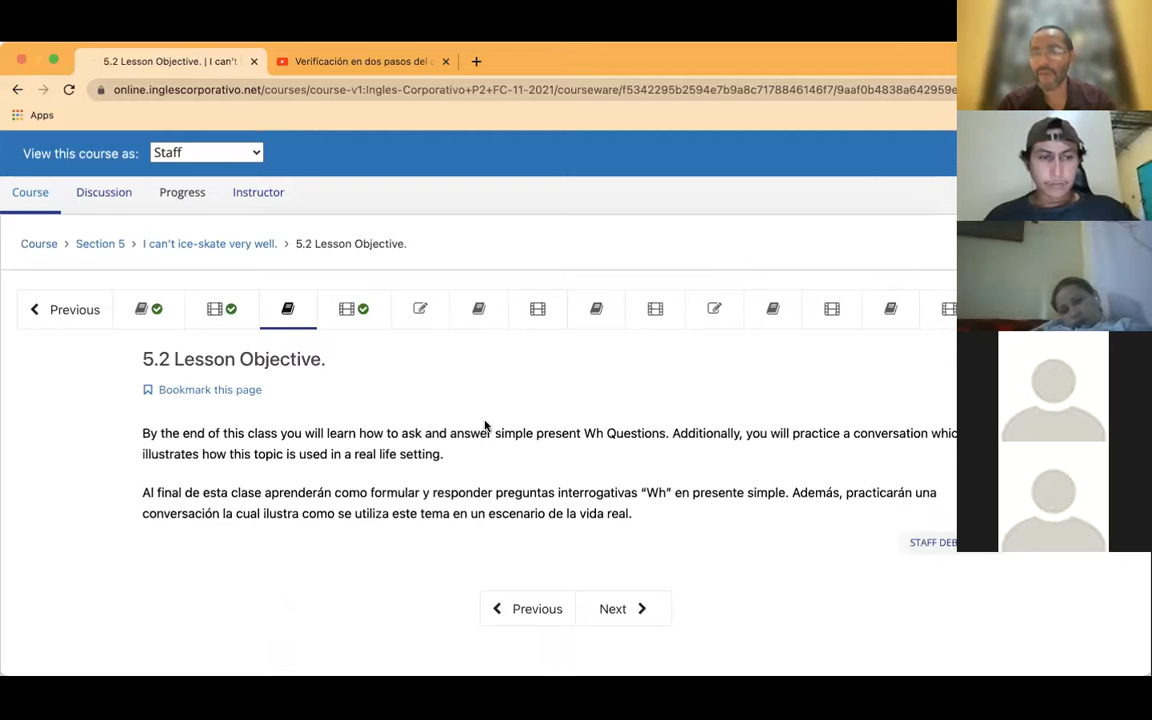 5.2 Lesson Objective. | I can't
Verificación en dos pasos del
online.inglescorporativo.net/courses/course-v1:Ingles-Corporativo+P2+FC-11-2021/courseware/f5342295b2594e7b9a8c7178846146f7/9aaf0b4838a642959e
Apps
View this course as: Staff
Course Discussion Progress Instructor
Course > Section 5 > I can't ice-skate very well. > 5.2 Lesson Objective.
Previous
5.2 Lesson Objective.
Bookmark this page
By the end of this class you will learn how to ask and answer simple present Wh Questions. Additionally, you will practice a conversation whic
illustrates how this topic is used in a real life setting.
Al final de esta clase aprenderán como formular y responder preguntas interrogativas “Wh” en presente simple. Además, practicarán una
conversación la cual ilustra como se utiliza este tema en un escenario de la vida real.
STAFF DEB
Previous Next